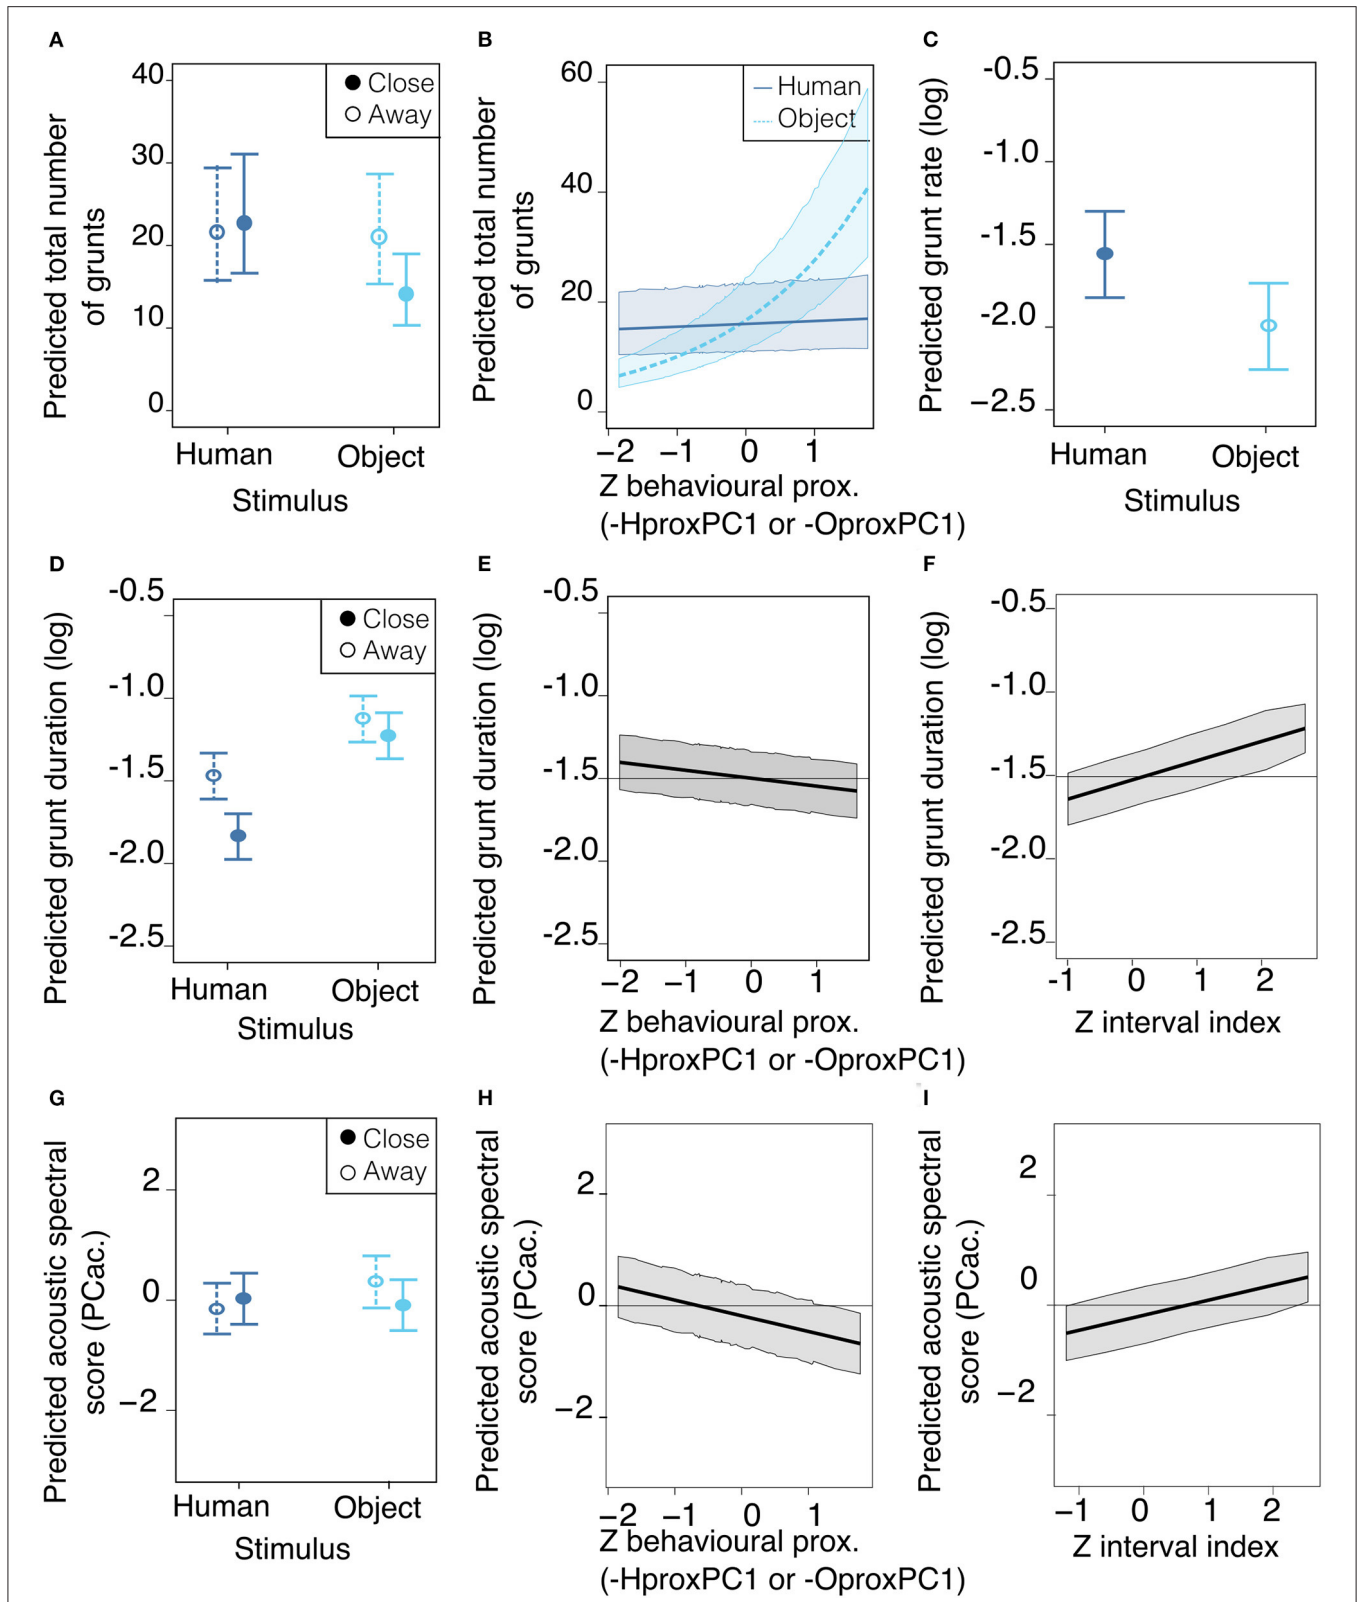 A
B
C
Predicted total number
of grunts
40
30
20
10
0
Close
Away
Human
Object
Stimulus
Predicted total number
of grunts
60
40
20
0
Human
Object
−2
−1
0
1
Z behavioural prox.
(-HproxPC1 or -OproxPC1)
Predicted grunt rate (log)
-0.5
-1.0
-1.5
-2.0
−2.5
Human
Object
Stimulus
D
E
F
Predicted grunt duration (log)
-0.5
-1.0
-1.5
-2.0
-2.5
Close
Away
Human
Object
Stimulus
Predicted grunt duration (log)
-0.5
-1.0
-1.5
-2.0
-2.5
−2
−1
0
1
Z behavioural prox.
(-HproxPC1 or -OproxPC1)
Predicted grunt duration (log)
-0.5
-1.0
-1.5
-2.0
-2.5
-1
0
1
2
Z interval index
G
H
I
Predicted acoustic spectral
score (PCac.)
2
0
−2
Close
Away
Human
Object
Stimulus
Predicted acoustic spectral
score (PCac.)
2
0
−2
−2
−1
0
1
Z behavioural prox.
(-HproxPC1 or -OproxPC1)
Predicted acoustic spectral
score (PCac.)
2
0
−2
−1
0
1
2
Z interval index